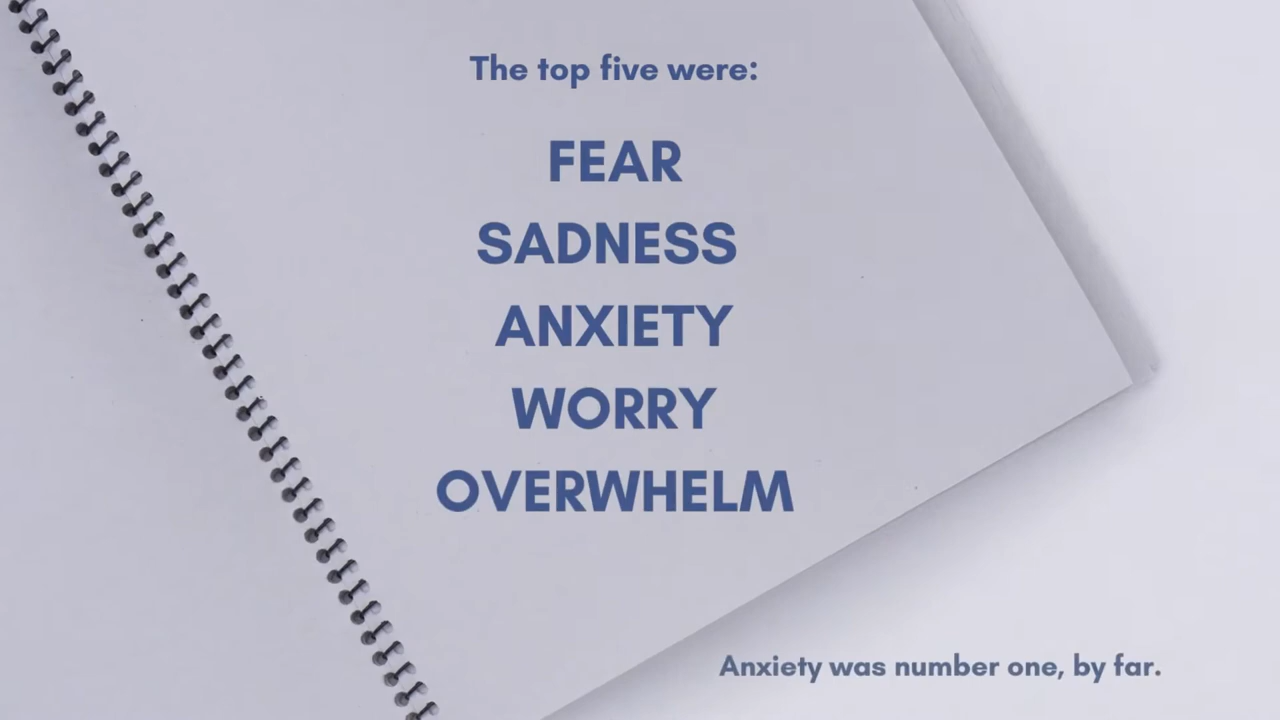 The top five were:
FEAR
SADNESS
ANXIETY
WORRY
OVERWHELM
Anxiety was number one, by far.